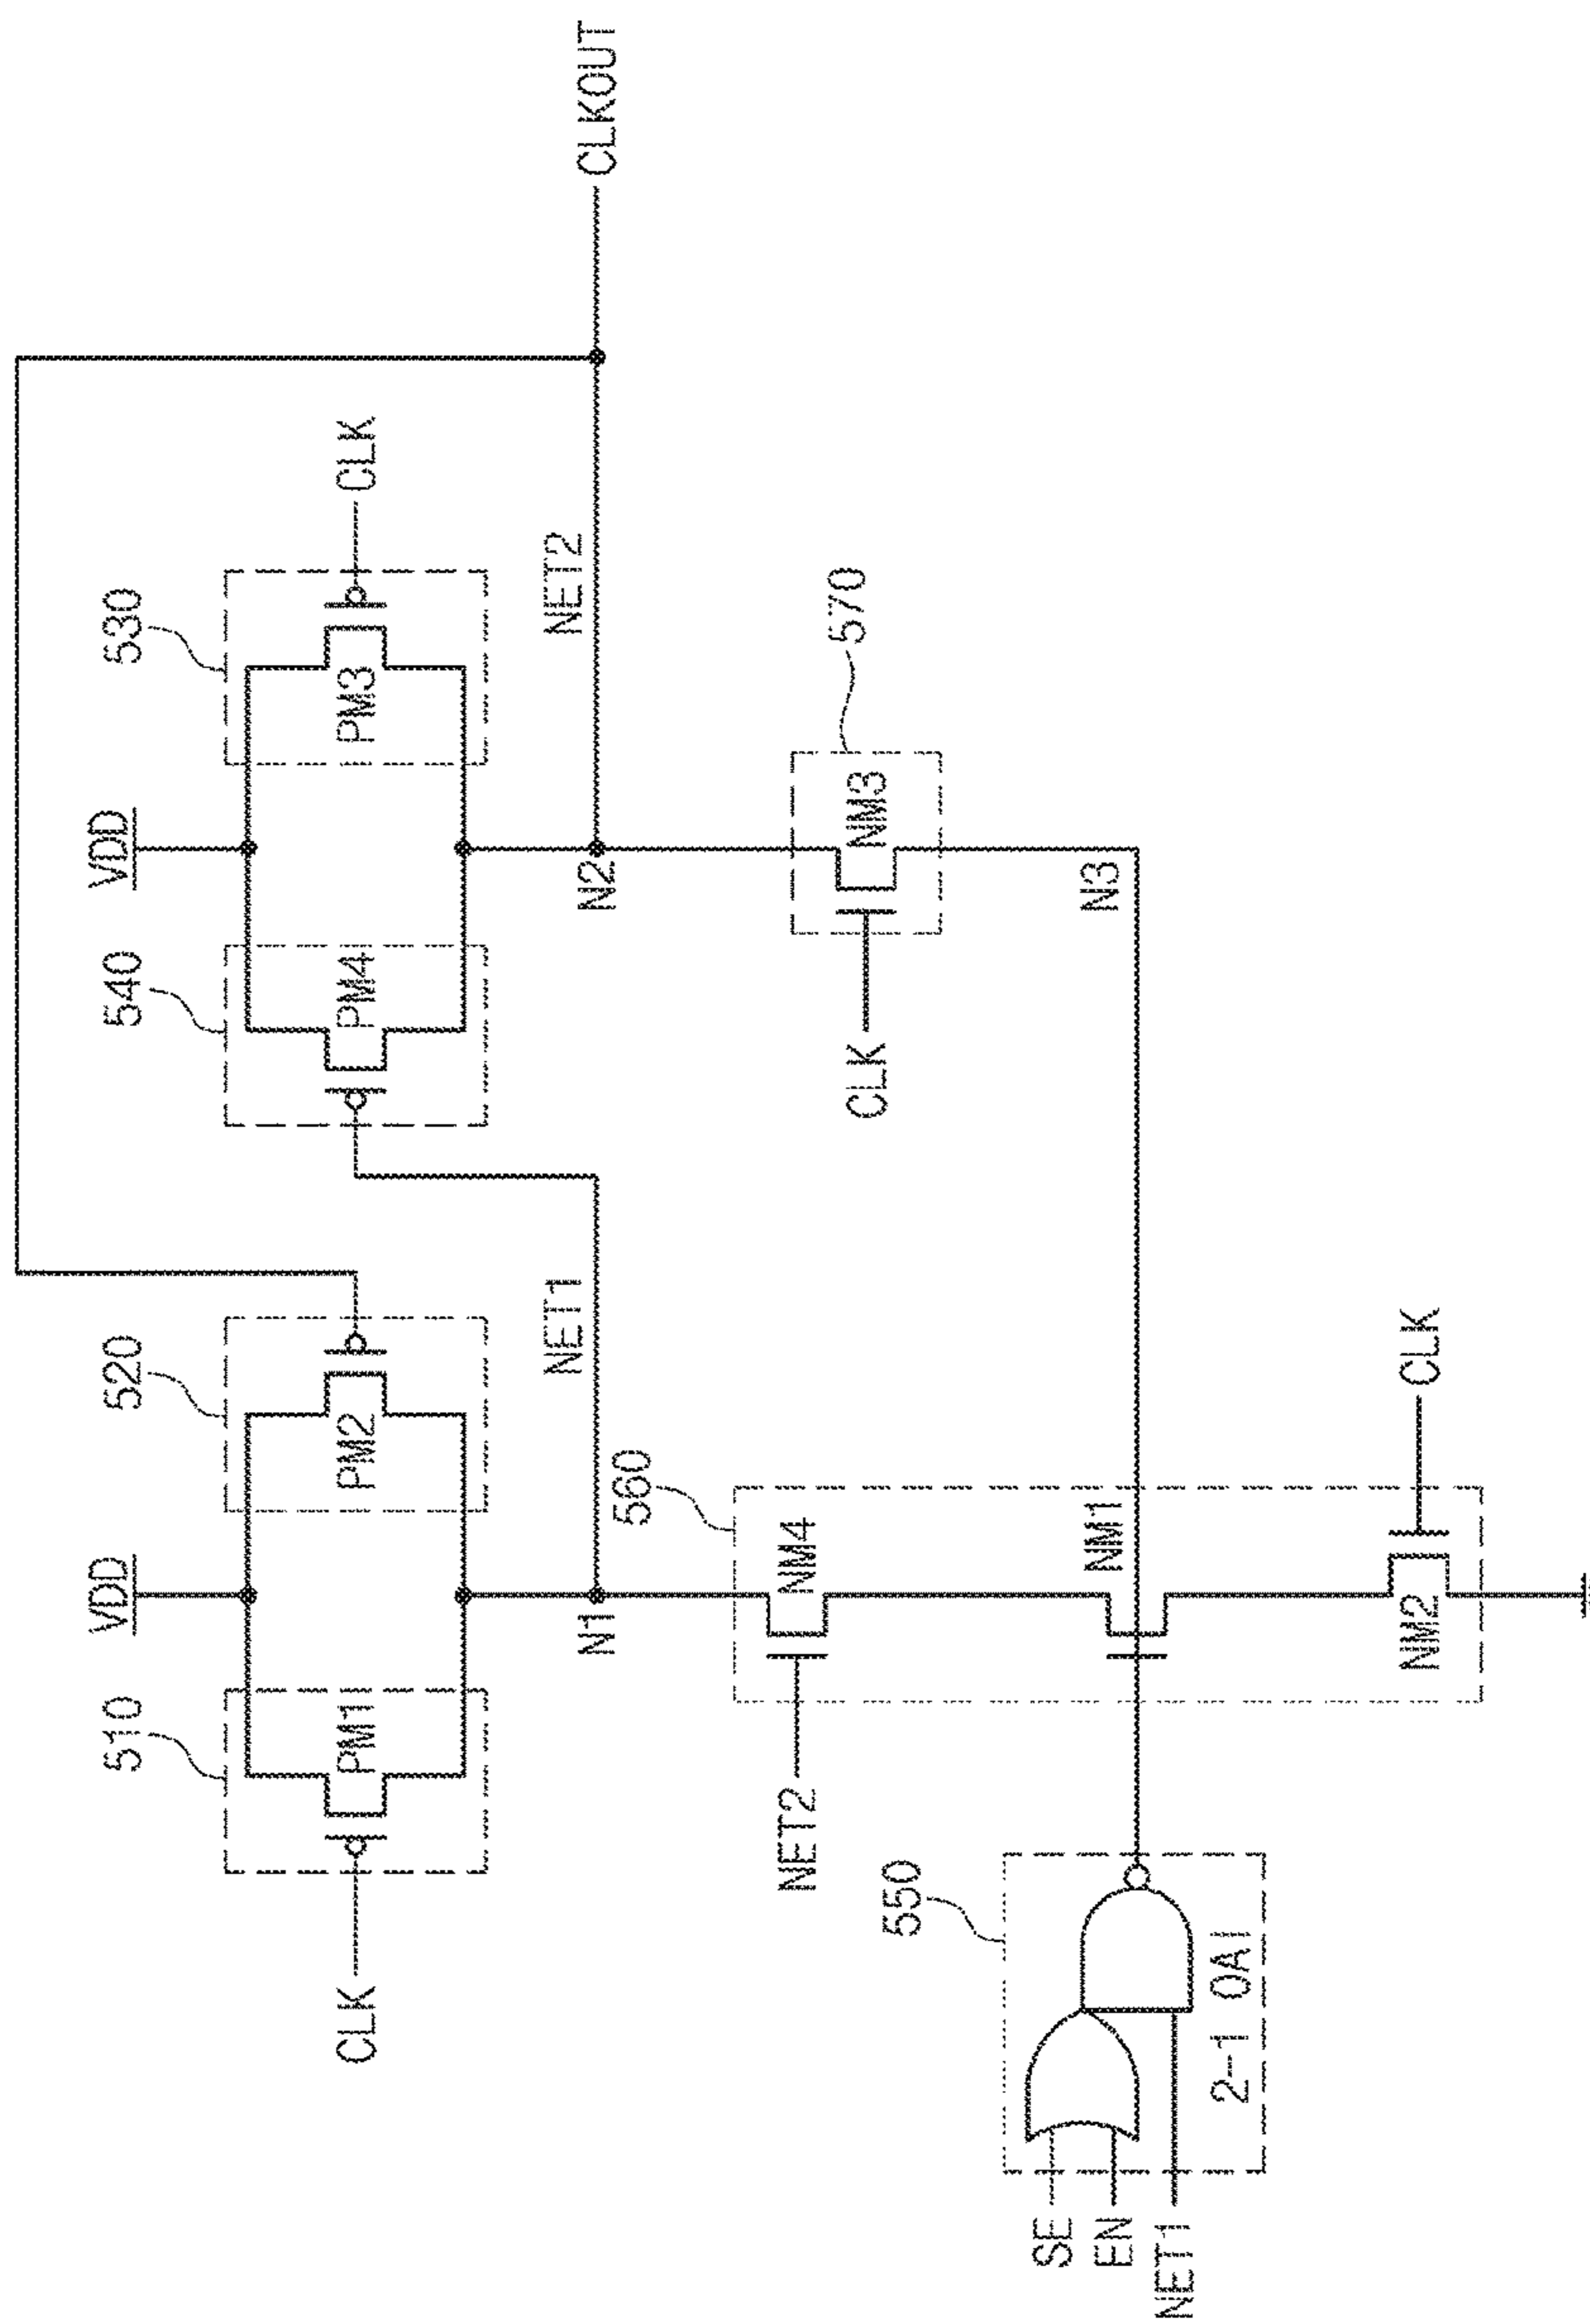 510
520
540
530
VDD
VDD
CLK
PM1
PM2
PM4
PM3
CLK
NET1
NET2
N1
N2
CLKOUT
560
NET2
NM4
570
CLK
NM3
550
SE
EN
NET1
2-1 OAI
NM1
N3
NM2
CLK